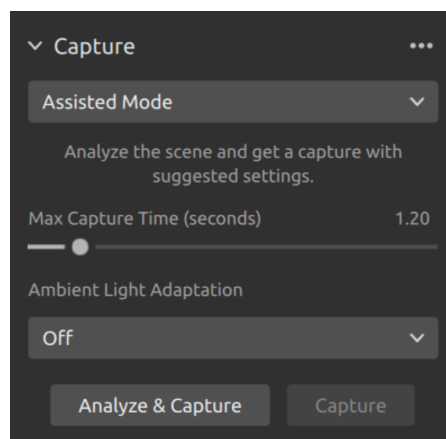 Capture
Assisted Mode
Analyze the scene and get a capture with
suggested settings.
Max Capture Time (seconds) 1.20
Ambient Light Adaptation
Off
Analyze & Capture Capture